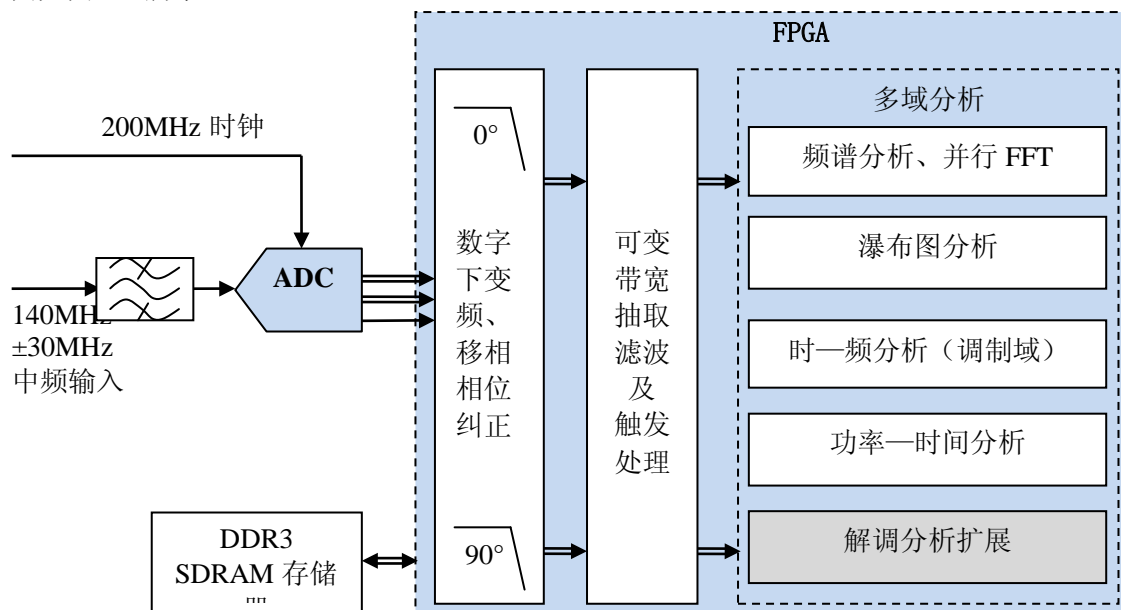 FPGA
多域分析
200MHz 时钟
0°
频谱分析、并行 FFT
数字
下变
频、
移相
相位
纠正
可变
带宽
抽取
滤波
及
触发
处理
瀑布图分析
ADC
140MHz
±30MHz
中频输入
时—频分析（调制域）
功率—时间分析
DDR3
SDRAM 存储
90°
解调分析扩展